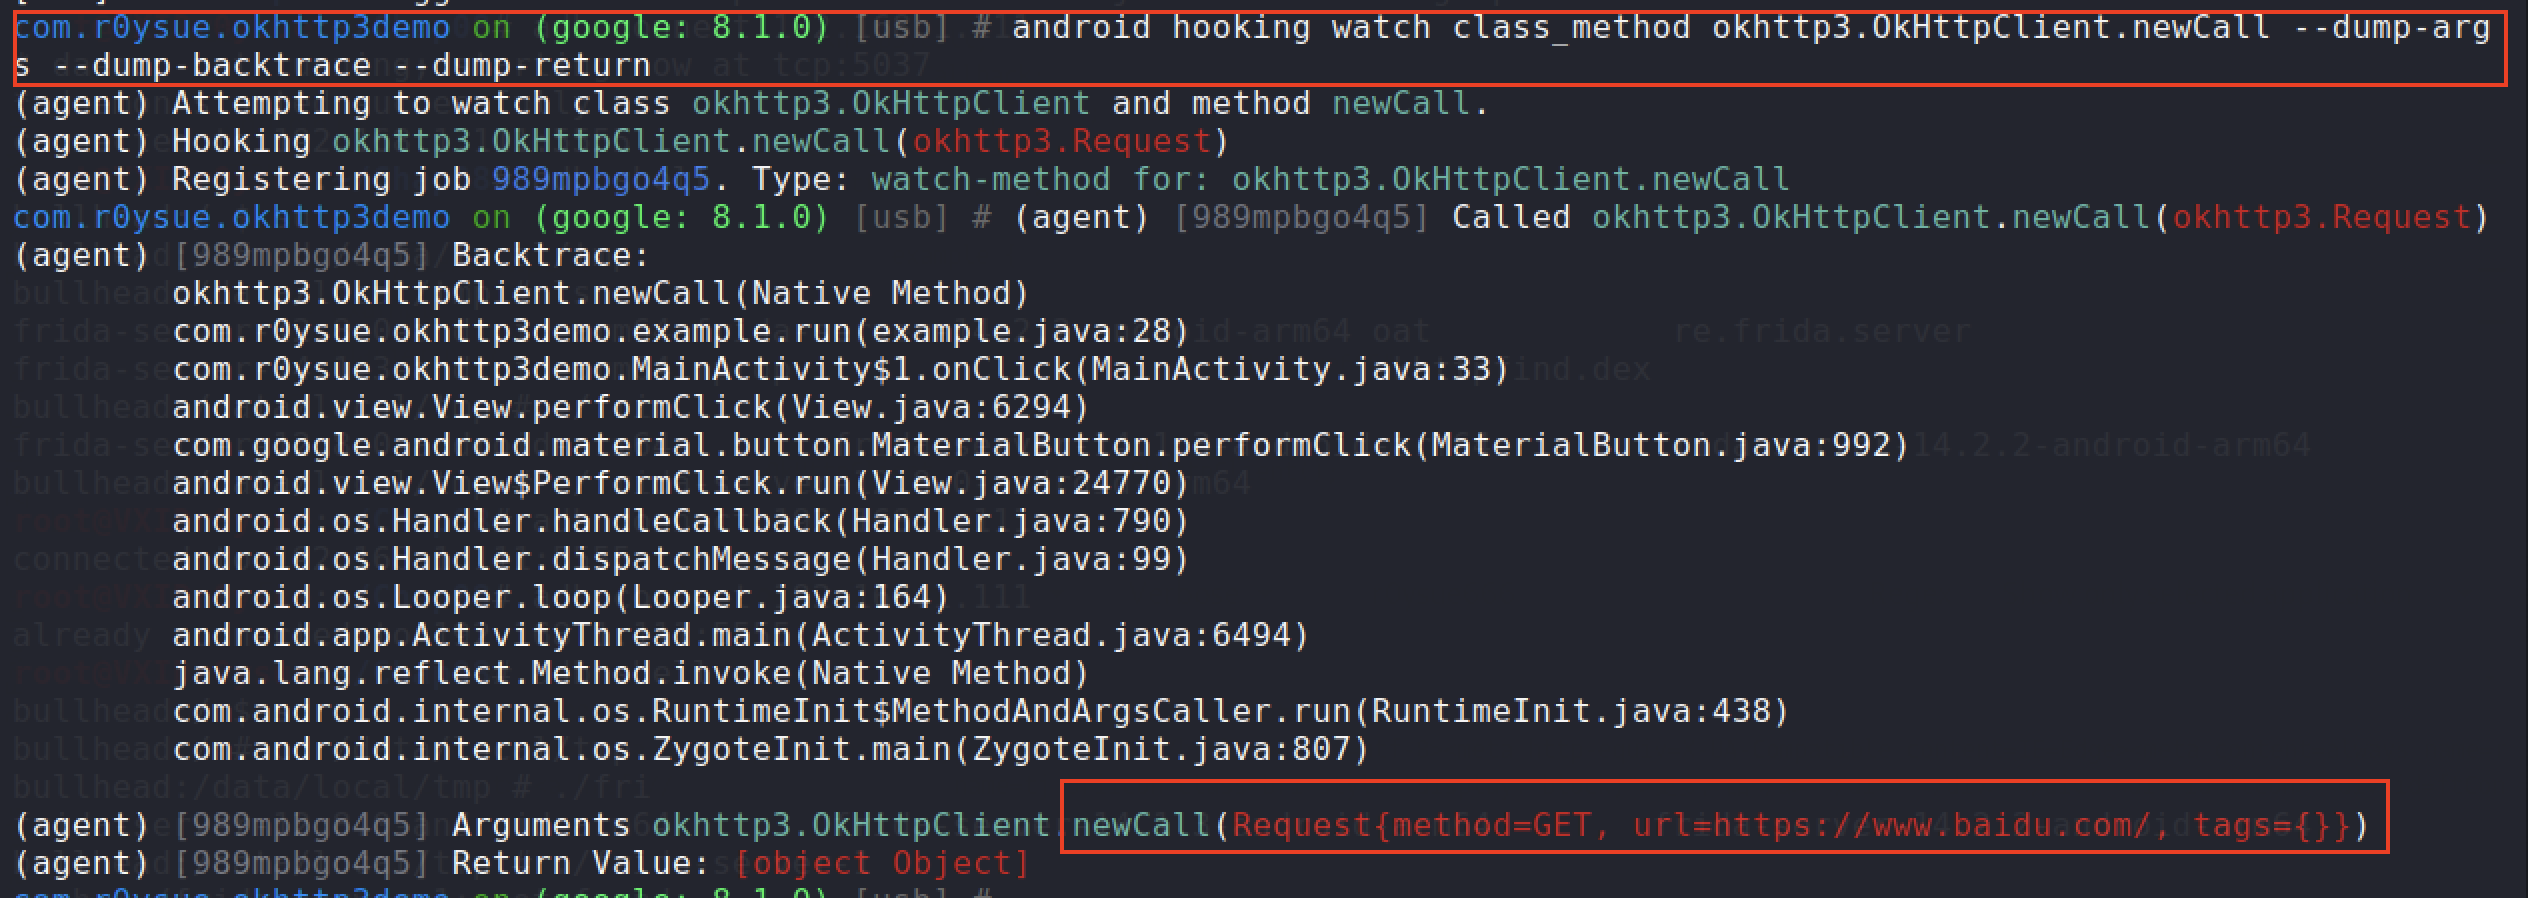 com.r0ysue.okhttp3demo on (google: 8.1.0) [usb] # android hooking watch class_method okhttp3.OkHttpClient.newCall --dump-arg
s --dump-backtrace --dump-return
(agent) Attempting to watch class okhttp3.OkHttpClient and method newCall.
(agent) Hooking okhttp3.OkHttpClient.newCall(okhttp3.Request)
(agent) Registering job 989mpbgo4q5. Type: watch-method for: okhttp3.OkHttpClient.newCall
com.r0ysue.okhttp3demo on (google: 8.1.0) [usb] # (agent) [989mpbgo4q5] Called okhttp3.OkHttpClient.newCall(okhttp3.Request)
(agent) [989mpbgo4q5] Backtrace:
okhttp3.OkHttpClient.newCall(Native Method)
com.r0ysue.okhttp3demo.example.run(example.java:28)
com.r0ysue.okhttp3demo.MainActivity$1.onClick(MainActivity.java:33)
android.view.View.performClick(View.java:6294)
com.google.android.material.button.MaterialButton.performClick(MaterialButton.java:992)
android.view.View$PerformClick.run(View.java:24770)
android.os.Handler.handleCallback(Handler.java:790)
android.os.Handler.dispatchMessage(Handler.java:99)
android.os.Looper.loop(Looper.java:164)
android.app.ActivityThread.main(ActivityThread.java:6494)
java.lang.reflect.Method.invoke(Native Method)
com.android.internal.os.RuntimeInit$MethodAndArgsCaller.run(RuntimeInit.java:438)
com.android.internal.os.ZygoteInit.main(ZygoteInit.java:807)
(agent) [989mpbgo4q5] Arguments okhttp3.OkHttpClient.newCall(Request{method=GET, url=https://www.baidu.com/, tags={}})
(agent) [989mpbgo4q5] Return Value: [object Object]
com.r0ysue.okhttp3demo on (google: 8.1.0) [usb] #